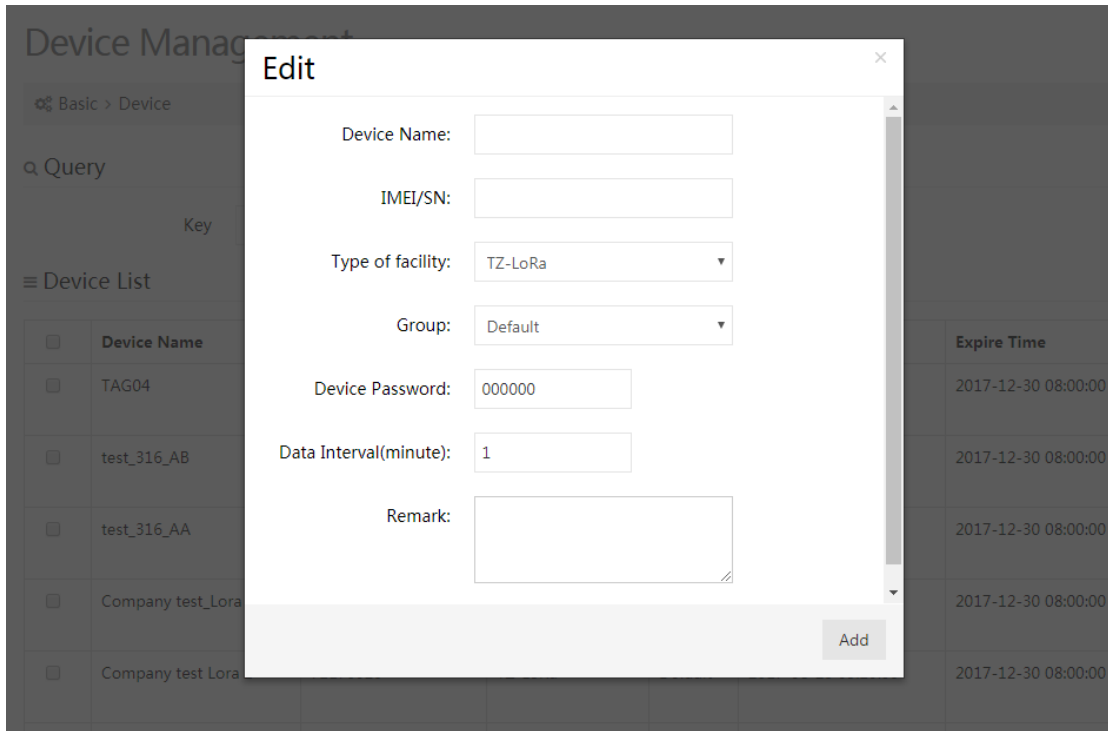 Device Management
Edit
×
Basic > Device
Device Name:
IMEI/SN:
Query
Key
Type of facility: TZ-LoRa
Device List
Group: Default
Device Name Expire Time
Device Password: 000000
TAG04 2017-12-30 08:00:00
Data Interval(minute): 1
test_316_AB 2017-12-30 08:00:00
Remark:
test_316_AA 2017-12-30 08:00:00
Company test_Lora 2017-12-30 08:00:00
Add
Company test Lora 2017-12-30 08:00:00